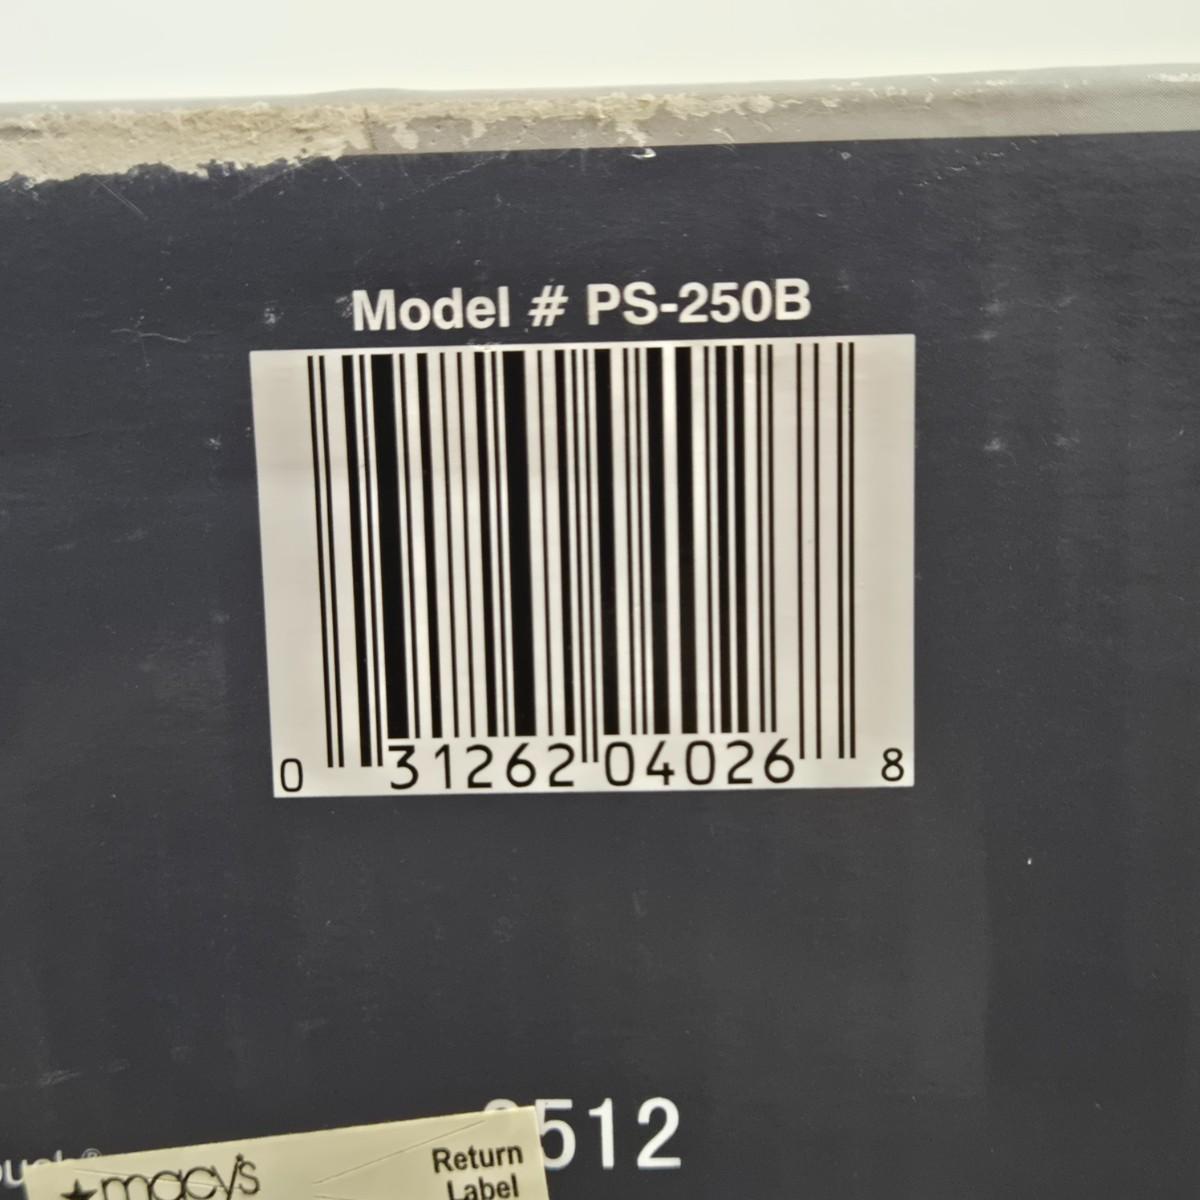 Model # PS-250B
0 31262 04026 8
512
macy's
Return
Label